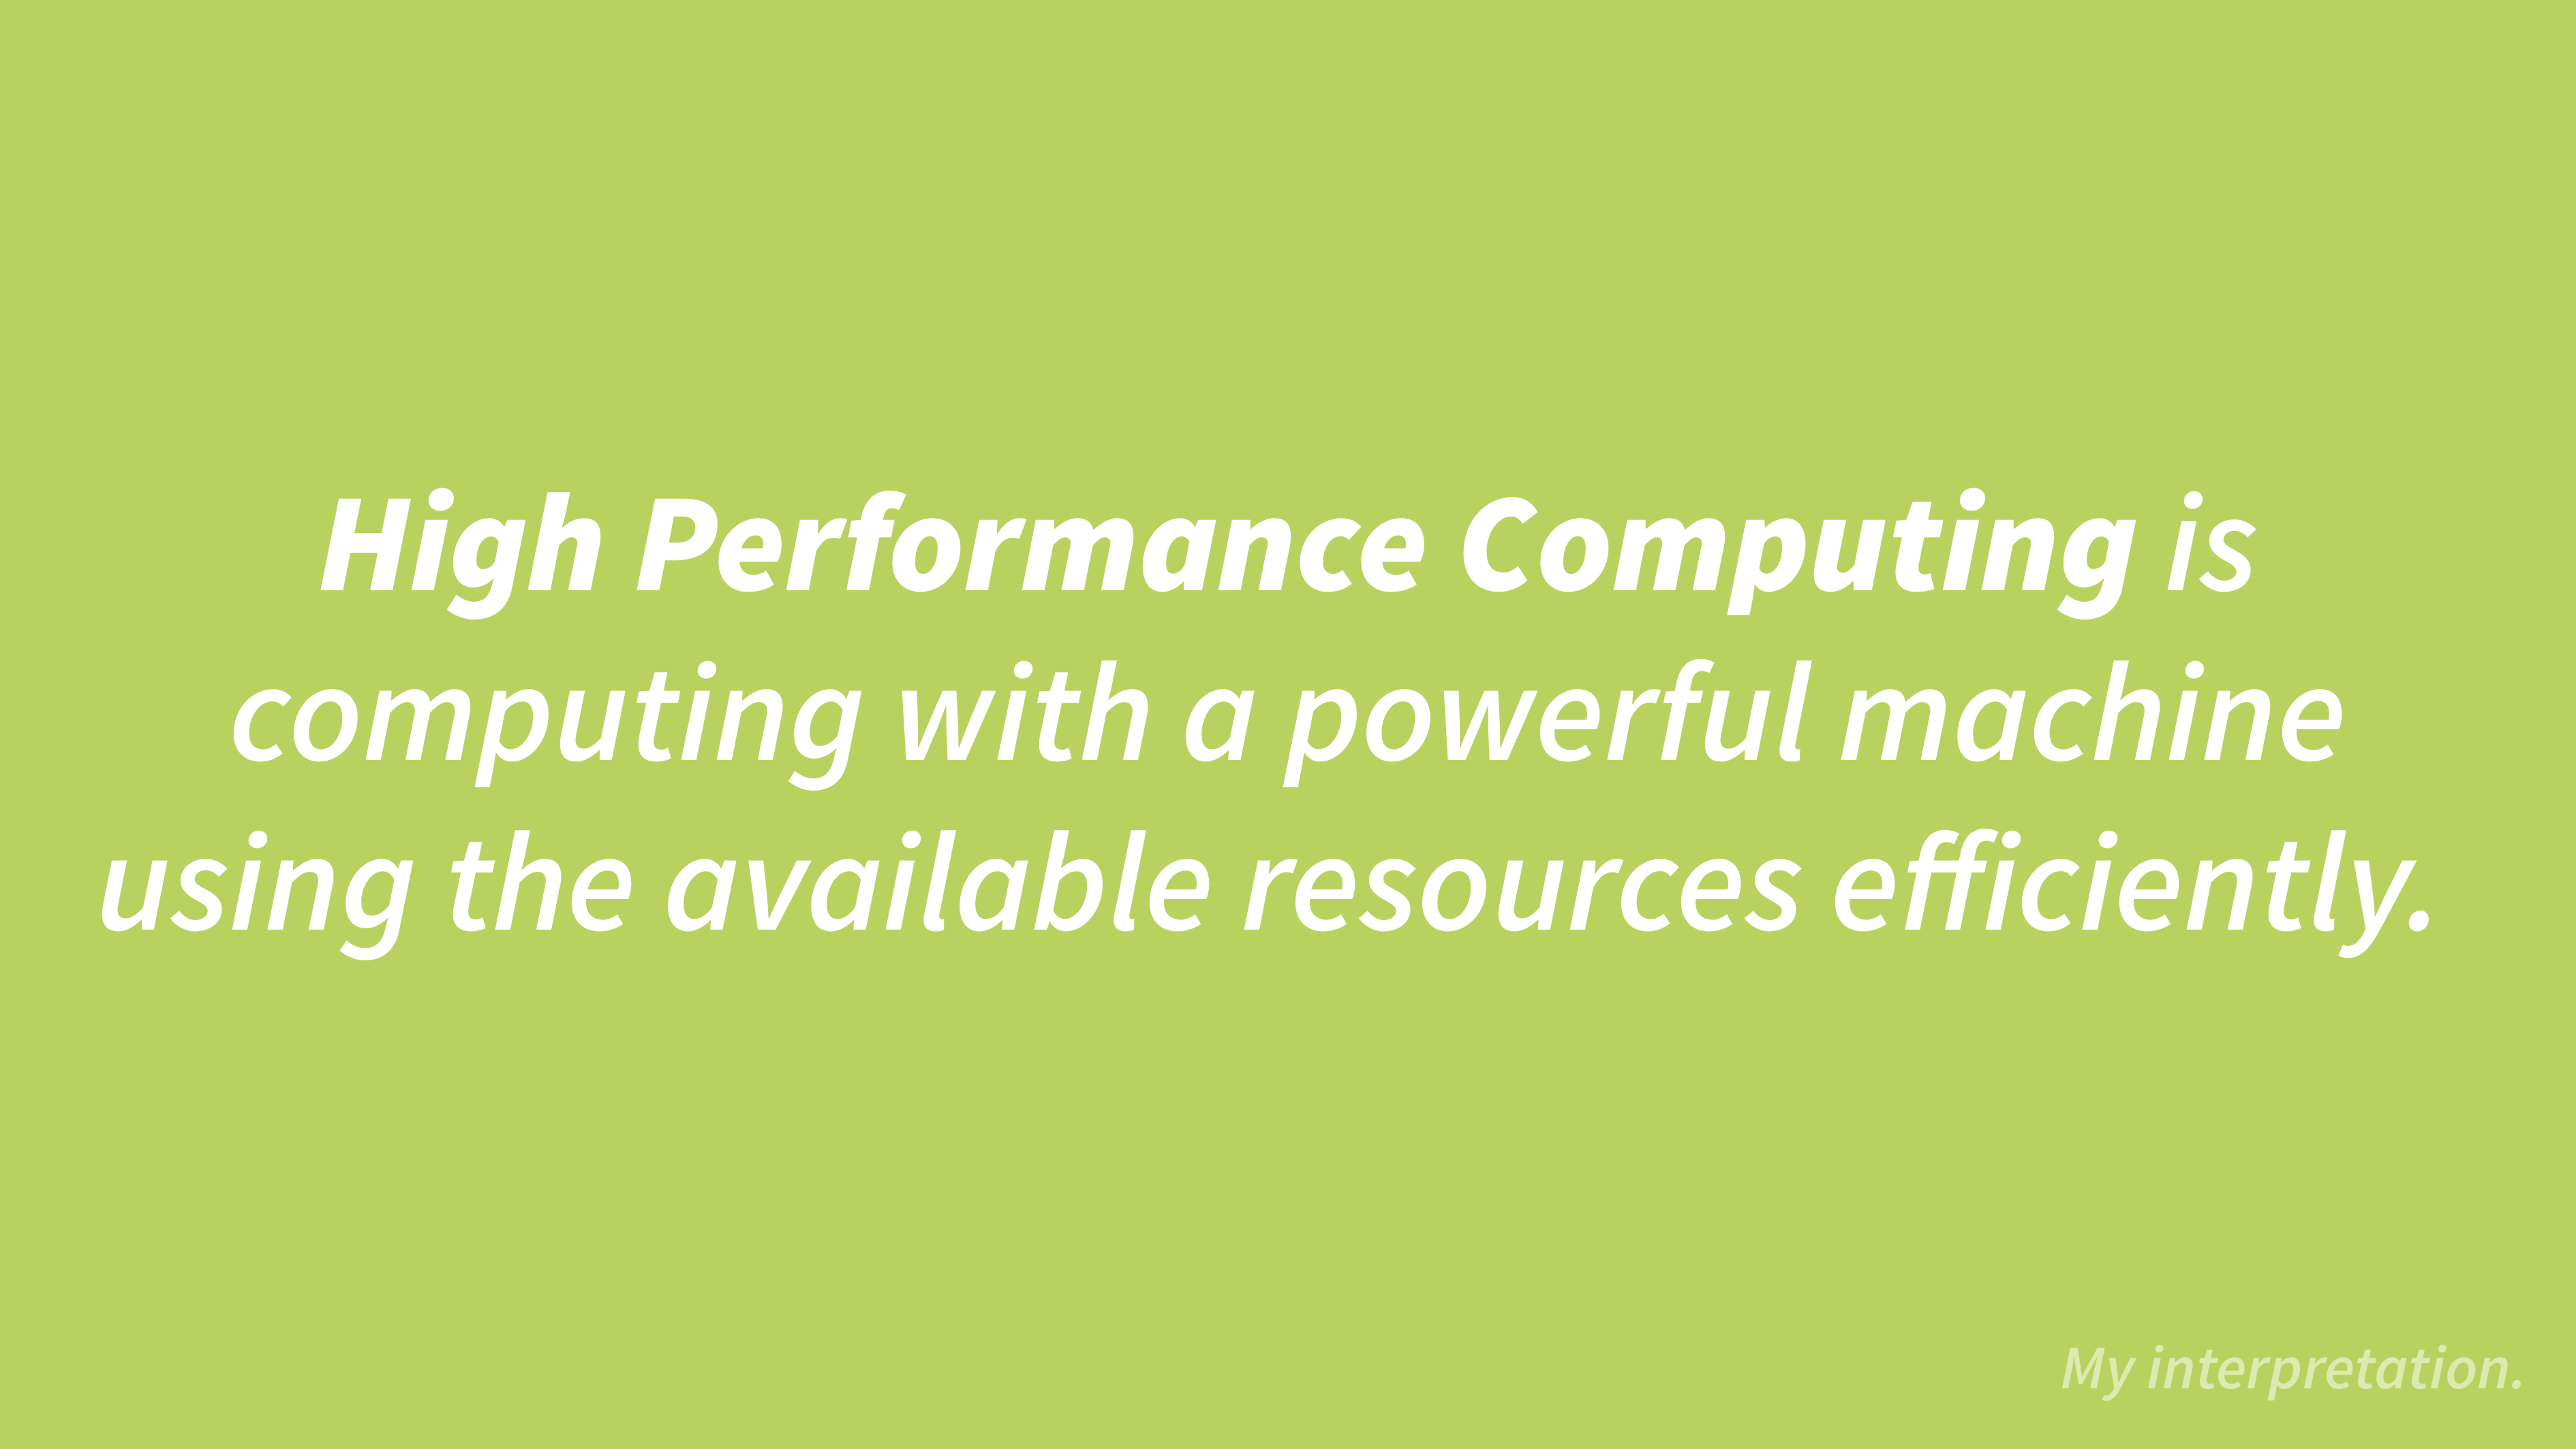 High Performance Computing is
computing with a powerful machine
using the available resources efficiently.
My interpretation.